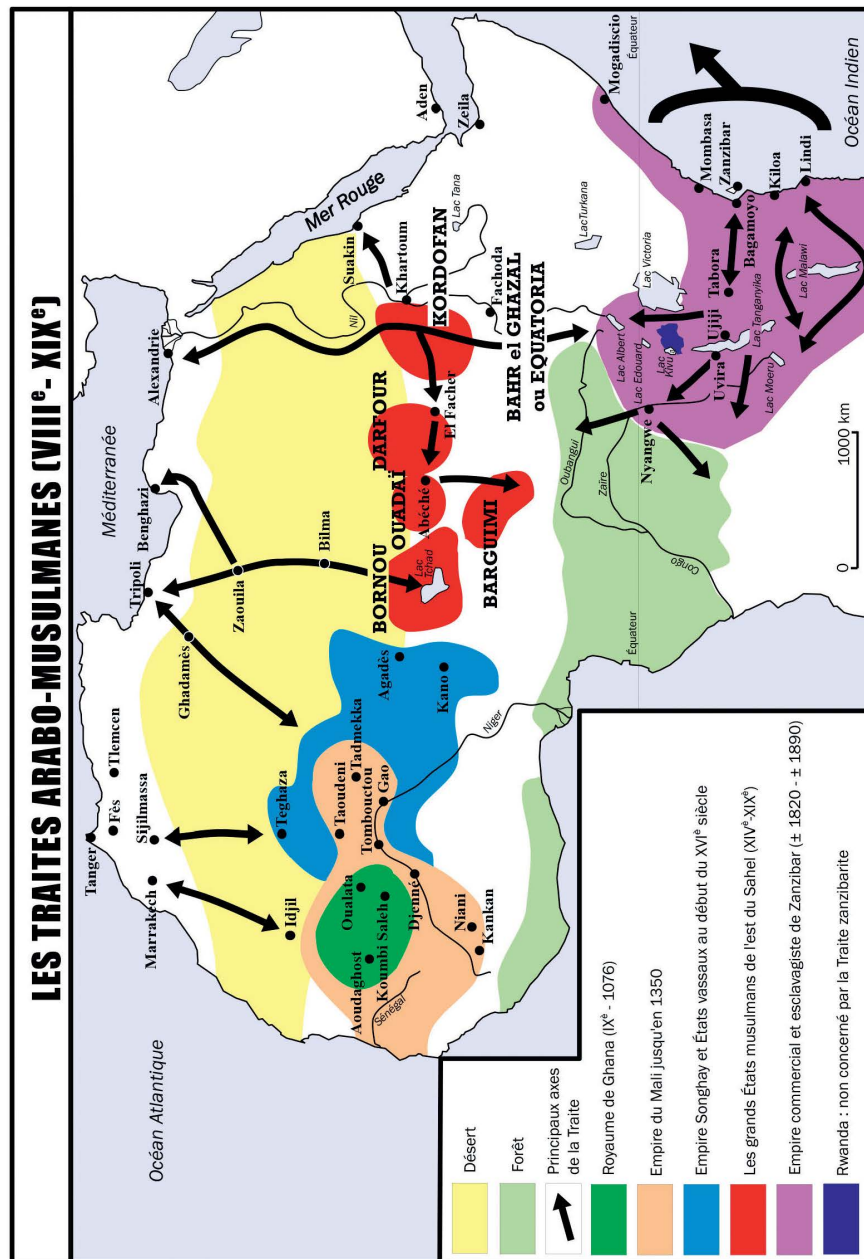 LES TRAITES ARABO-MUSULMANES (VIIIᵉ- XIXᵉ)
Océan Atlantique
Méditerranée
Mer Rouge
Océan Indien
Tanger
Fès
Tlemcen
Marrakech
Sijilmassa
Tripoli
Benghazi
Alexandrie
Ghadamès
Zaouila
Bilma
Idjil
Teghaza
Taoudeni
Tadmekka
Tombouctou
Gao
Oualata
Aoudaghost
Koumbi Saleh
Djenné
Niani
Kankan
Sénégal
Niger
Agadès
Kano
BORNOU
Lac
Tchad
OUADAÏ
Abéché
BARGUIMI
DARFOUR
El Facher
KORDOFAN
Nil
Suakin
Khartoum
Fachoda
Lac Tana
Aden
Zeila
BAHR el GHAZAL
ou EQUATORIA
LacTurkana
Mogadiscio
Équateur
Équateur
Oubangui
Zaïre
Congo
Nyangwe
Lac Albert
Lac Edouard
Lac
Kivu
Lac Victoria
Uvira
Ujiji
Tabora
Lac Tanganyika
Lac Moeru
Lac Malawi
Mombasa
Zanzibar
Bagamoyo
Kiloa
Lindi
0
1000 km
Désert
Forêt
Principaux axes
de la Traite
Royaume de Ghana (IXᵉ - 1076)
Empire du Mali jusqu'en 1350
Empire Songhay et États vassaux au début du XVIᵉ siècle
Les grands États musulmans de l'est du Sahel (XIVᵉ-XIXᵉ)
Empire commercial et esclavagiste de Zanzibar (± 1820 - ± 1890)
Rwanda : non concerné par la Traite zanzibarite